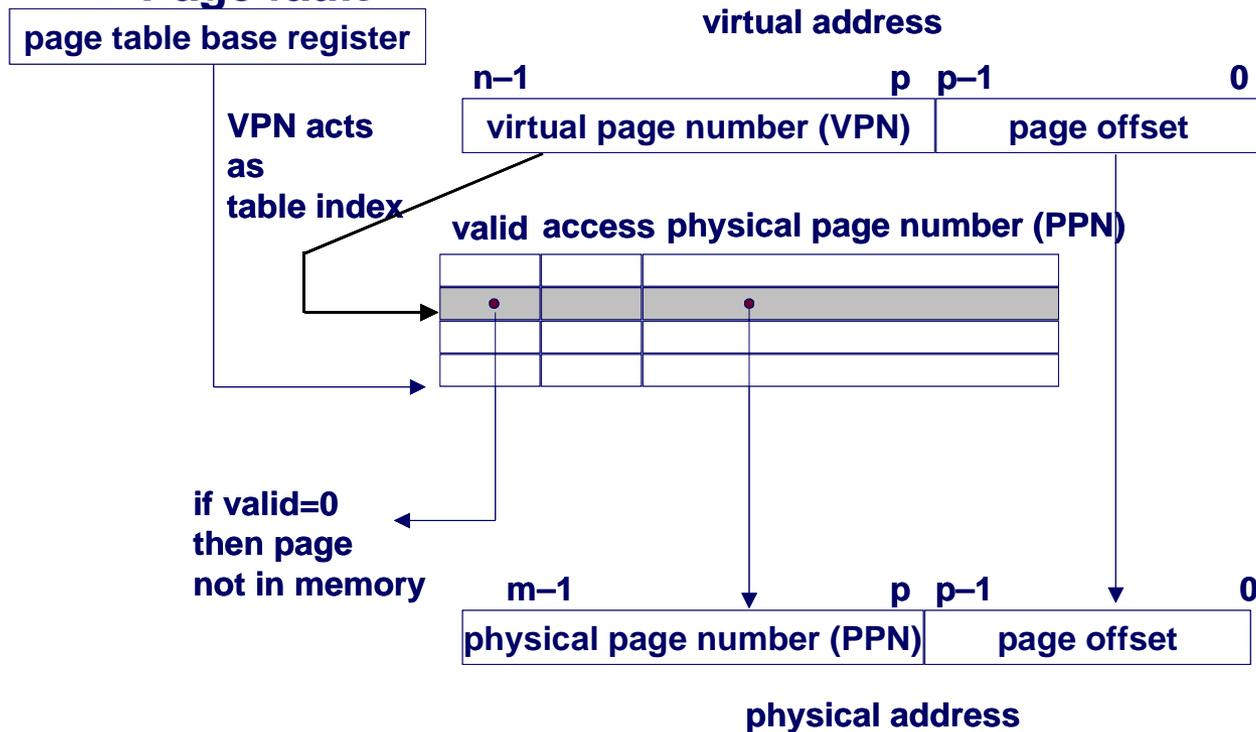 page table base register
virtual address
n–1 p p–1 0
VPN acts
as
table index
virtual page number (VPN) page offset
valid access physical page number (PPN)
if valid=0
then page
not in memory
m–1 p p–1 0
physical page number (PPN) page offset
physical address